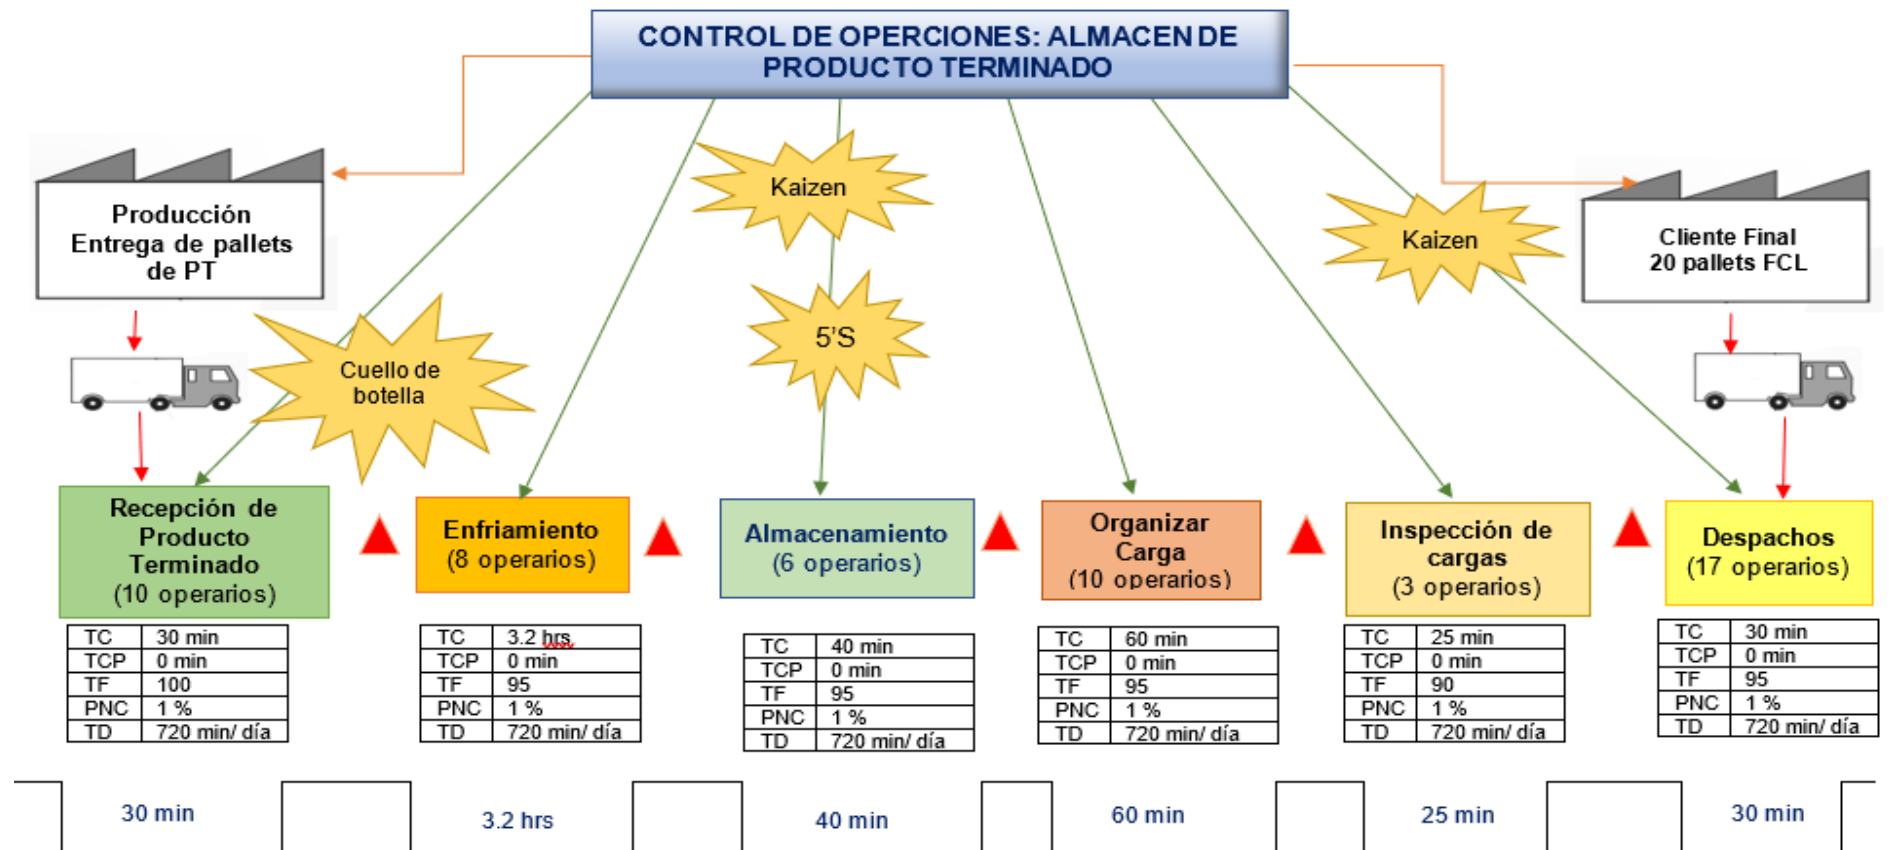 CONTROL DE OPERCIONES: ALMACEN DE
PRODUCTO TERMINADO
Producción
Entrega de pallets
de PT
Kaizen
Kaizen
Cliente Final
20 pallets FCL
5'S
Cuello de
botella
Recepción de
Producto
Terminado
(10 operarios)
Enfriamiento
(8 operarios)
Almacenamiento
(6 operarios)
Organizar
Carga
(10 operarios)
Inspección de
cargas
(3 operarios)
Despachos
(17 operarios)
TC 30 min
TCP 0 min
TF 100
PNC 1 %
TD 720 min/ día
TC 3.2 hrs
TCP 0 min
TF 95
PNC 1 %
TD 720 min/ día
TC 40 min
TCP 0 min
TF 95
PNC 1 %
TD 720 min/ día
TC 60 min
TCP 0 min
TF 95
PNC 1 %
TD 720 min/ día
TC 25 min
TCP 0 min
TF 90
PNC 1 %
TD 720 min/ día
TC 30 min
TCP 0 min
TF 95
PNC 1 %
TD 720 min/ día
30 min
3.2 hrs
40 min
60 min
25 min
30 min